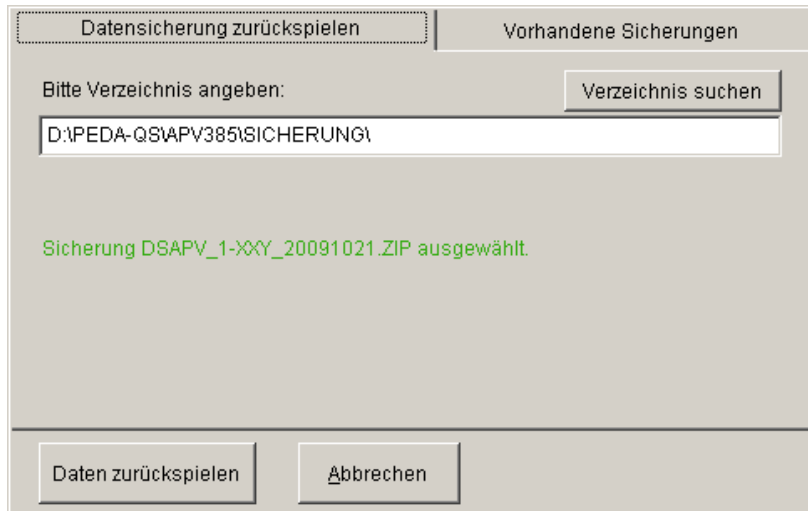 Datensicherung zurückspielen
Vorhandene Sicherungen
Bitte Verzeichnis angeben:
Verzeichnis suchen
D:\PEDA-QS\APV385\SICHERUNG\
Sicherung DSAPV_1-XXY_20091021.ZIP ausgewählt.
Daten zurückspielen
Abbrechen